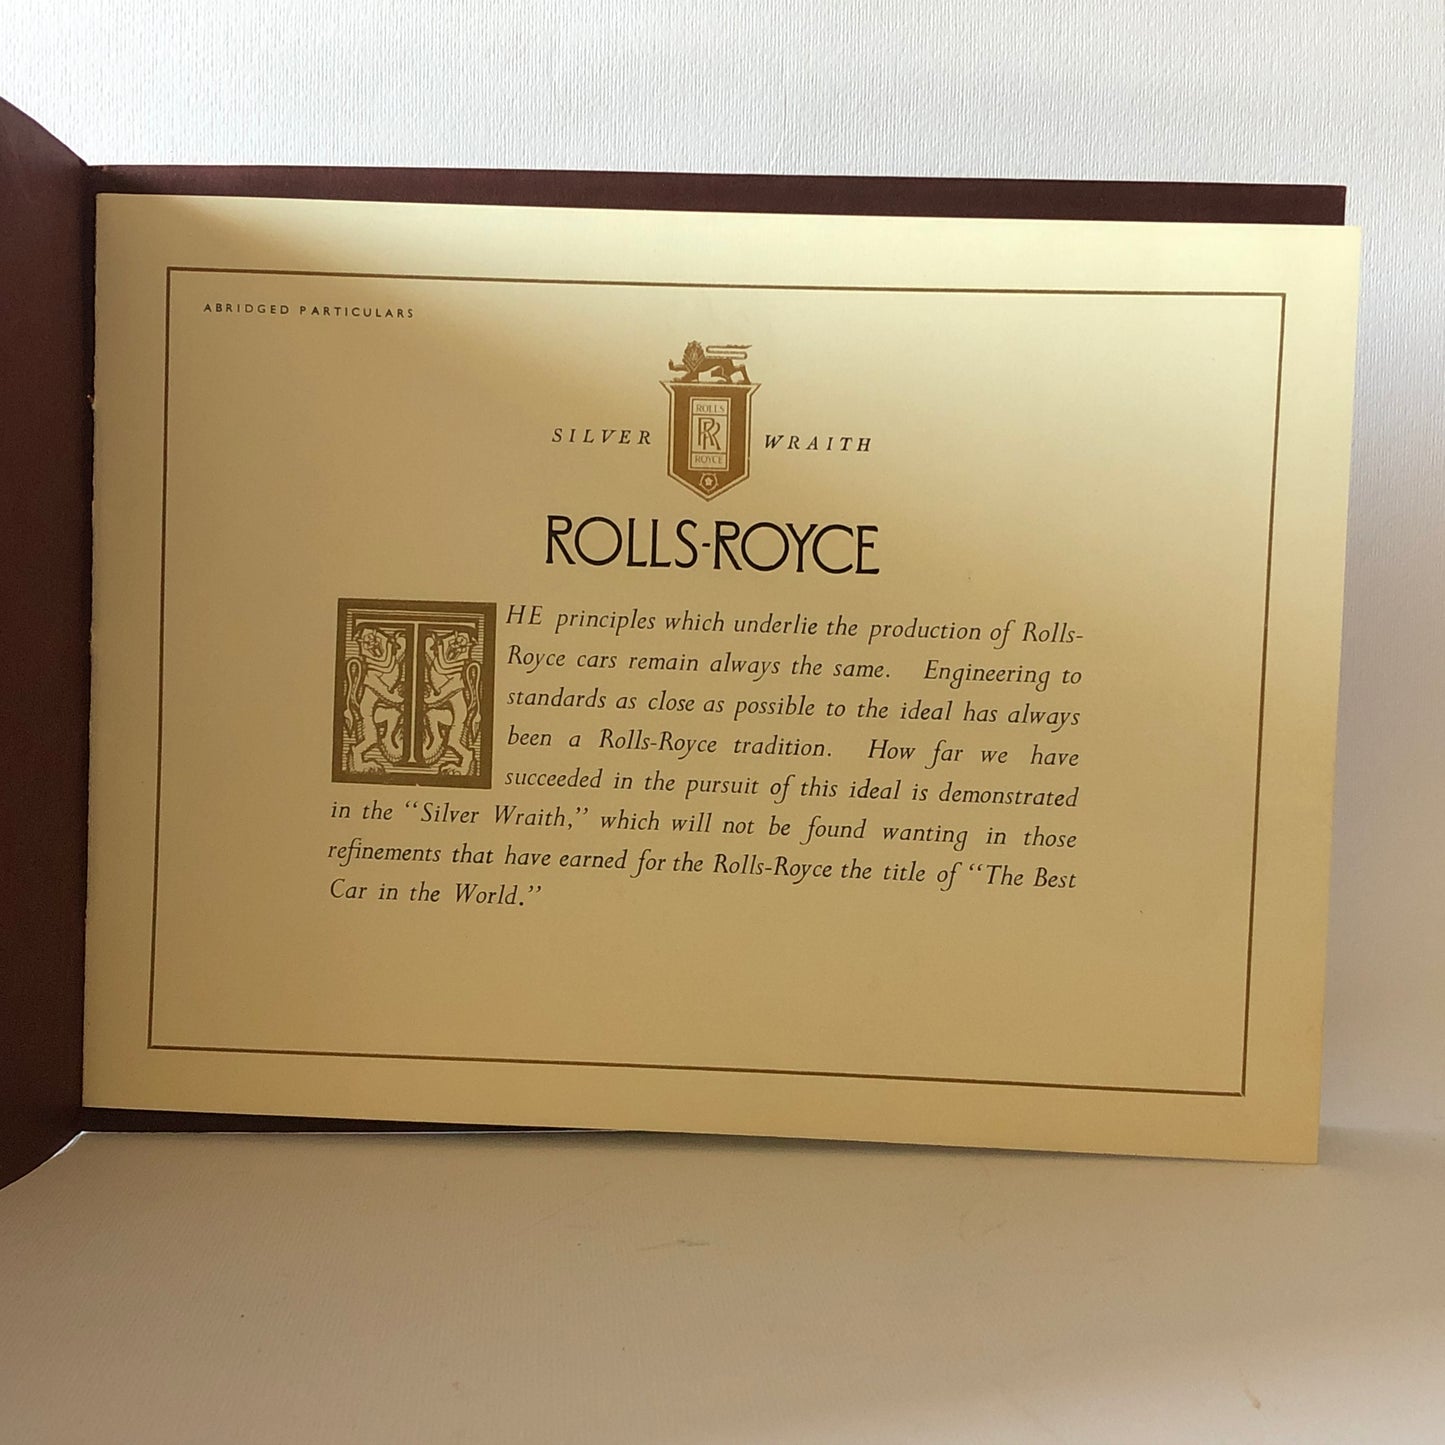 ABRIDGED PARTICULARS
ROLLS
RR
ROYCE
SILVER WRAITH
ROLLS-ROYCE
THE principles which underlie the production of Rolls-
Royce cars remain always the same. Engineering to
standards as close as possible to the ideal has always
been a Rolls-Royce tradition. How far we have
succeeded in the pursuit of this ideal is demonstrated
in the “Silver Wraith,” which will not be found wanting in those
refinements that have earned for the Rolls-Royce the title of “The Best
Car in the World.”